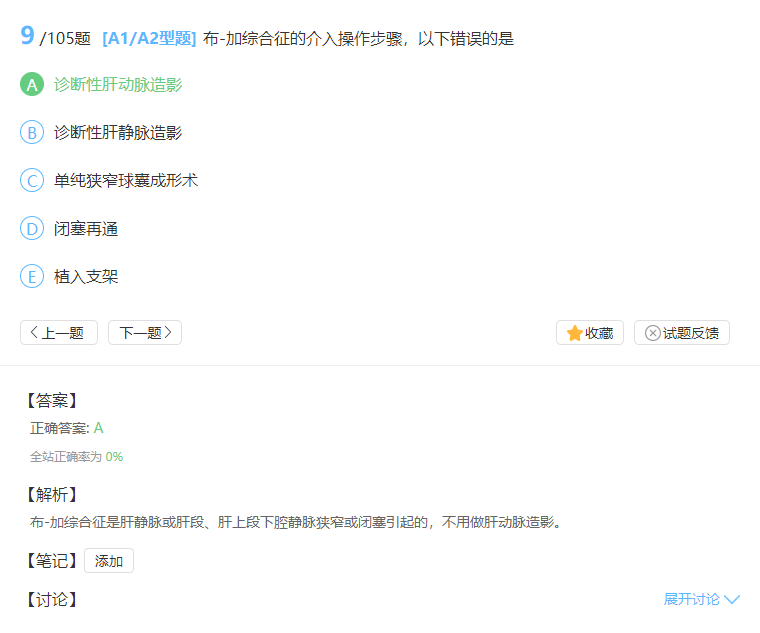 9 /105题 [A1/A2型题] 布-加综合征的介入操作步骤，以下错误的是
A 诊断性肝动脉造影
B 诊断性肝静脉造影
C 单纯狭窄球囊成形术
D 闭塞再通
E 植入支架
上一题 下一题 收藏 试题反馈
【答案】
正确答案: A
全站正确率为 0%
【解析】
布-加综合征是肝静脉或肝段、肝上段下腔静脉狭窄或闭塞引起的，不用做肝动脉造影。
【笔记】 添加
【讨论】 展开讨论